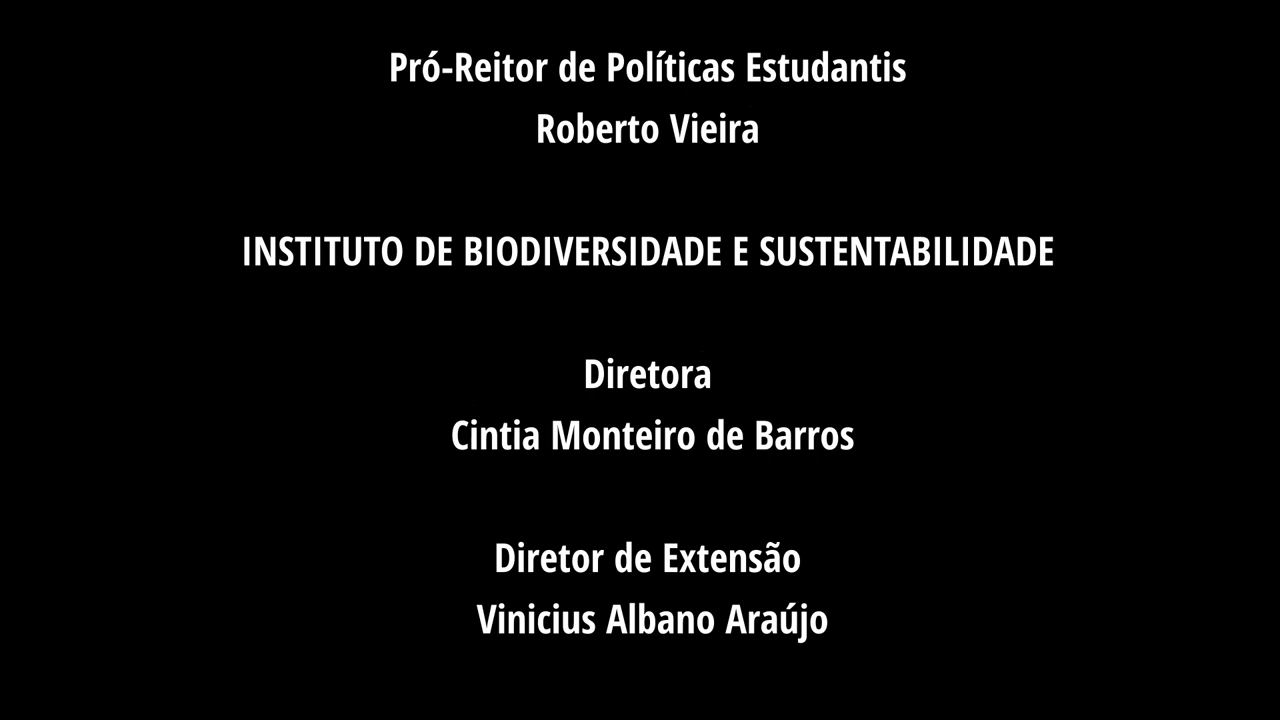 Pró-Reitor de Políticas Estudantis
Roberto Vieira
INSTITUTO DE BIODIVERSIDADE E SUSTENTABILIDADE
Diretora
Cintia Monteiro de Barros
Diretor de Extensão
Vinicius Albano Araújo